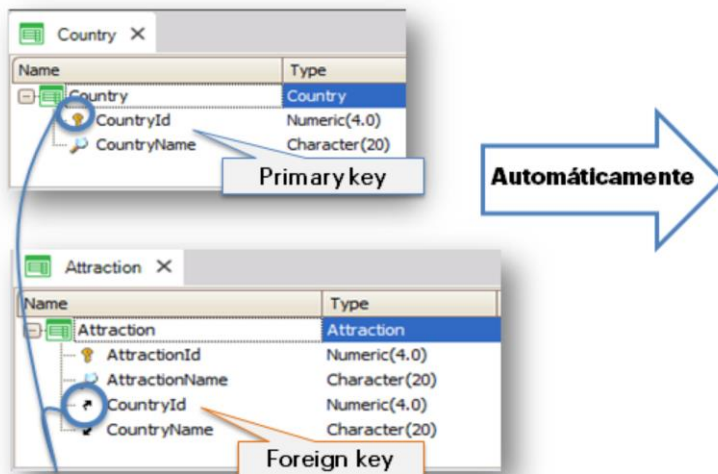 Country
Name Type
Country Country
CountryId Numeric(4.0)
CountryName Character(20)
Primary key
Automáticamente
Attraction
Name Type
Attraction Attraction
AttractionId Numeric(4.0)
AttractionName Character(20)
CountryId Numeric(4.0)
CountryName Character(20)
Foreign key